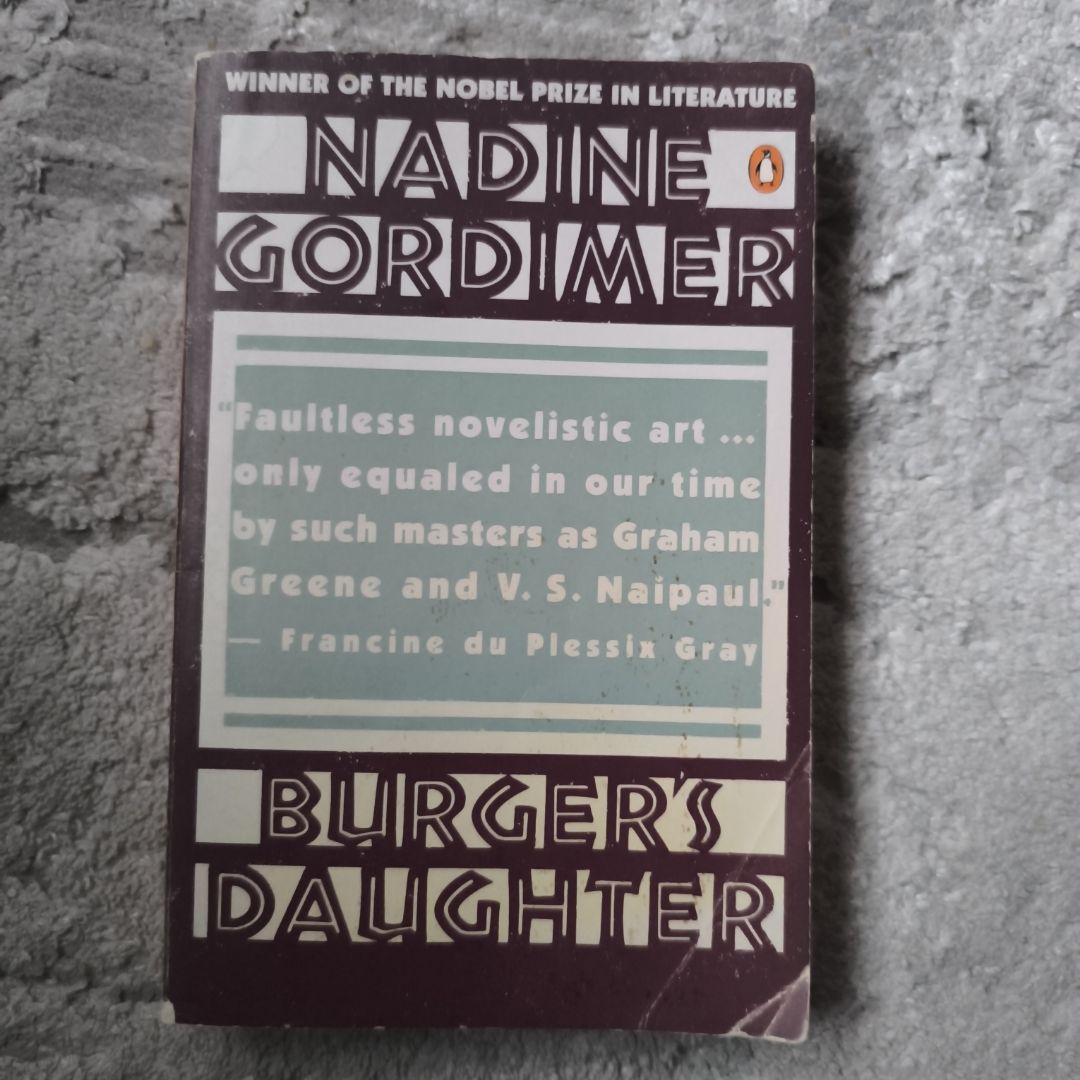 WINNER OF THE NOBEL PRIZE IN LITERATURE
NADINE
GORDIMER
"Faultless novelistic art ...
only equaled in our time
by such masters as Graham
Greene and V. S. Naipaul."
— Francine du Plessix Gray
BURGER'S
DAUGHTER